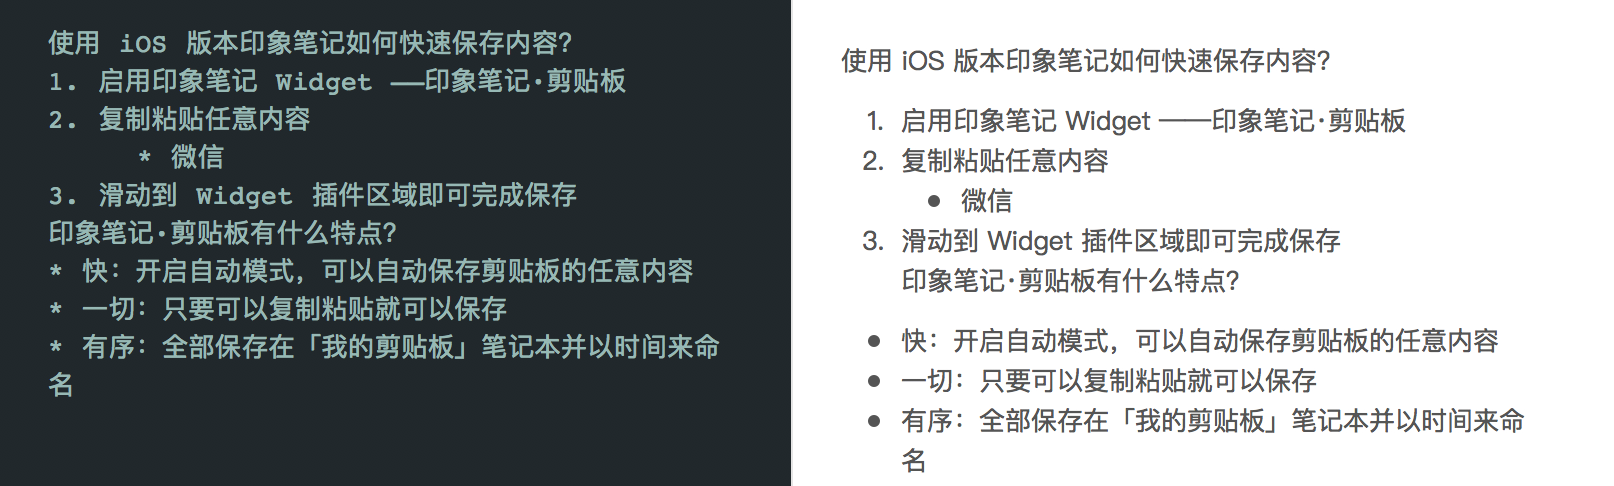 使用 iOS 版本印象笔记如何快速保存内容？
1. 启用印象笔记 Widget ——印象笔记·剪贴板
2. 复制粘贴任意内容
* 微信
3. 滑动到 Widget 插件区域即可完成保存
印象笔记·剪贴板有什么特点？
* 快：开启自动模式，可以自动保存剪贴板的任意内容
* 一切：只要可以复制粘贴就可以保存
* 有序：全部保存在「我的剪贴板」笔记本并以时间来命
名
使用 iOS 版本印象笔记如何快速保存内容？
1. 启用印象笔记 Widget ——印象笔记·剪贴板
2. 复制粘贴任意内容
● 微信
3. 滑动到 Widget 插件区域即可完成保存
印象笔记·剪贴板有什么特点？
● 快：开启自动模式，可以自动保存剪贴板的任意内容
● 一切：只要可以复制粘贴就可以保存
● 有序：全部保存在「我的剪贴板」笔记本并以时间来命
名